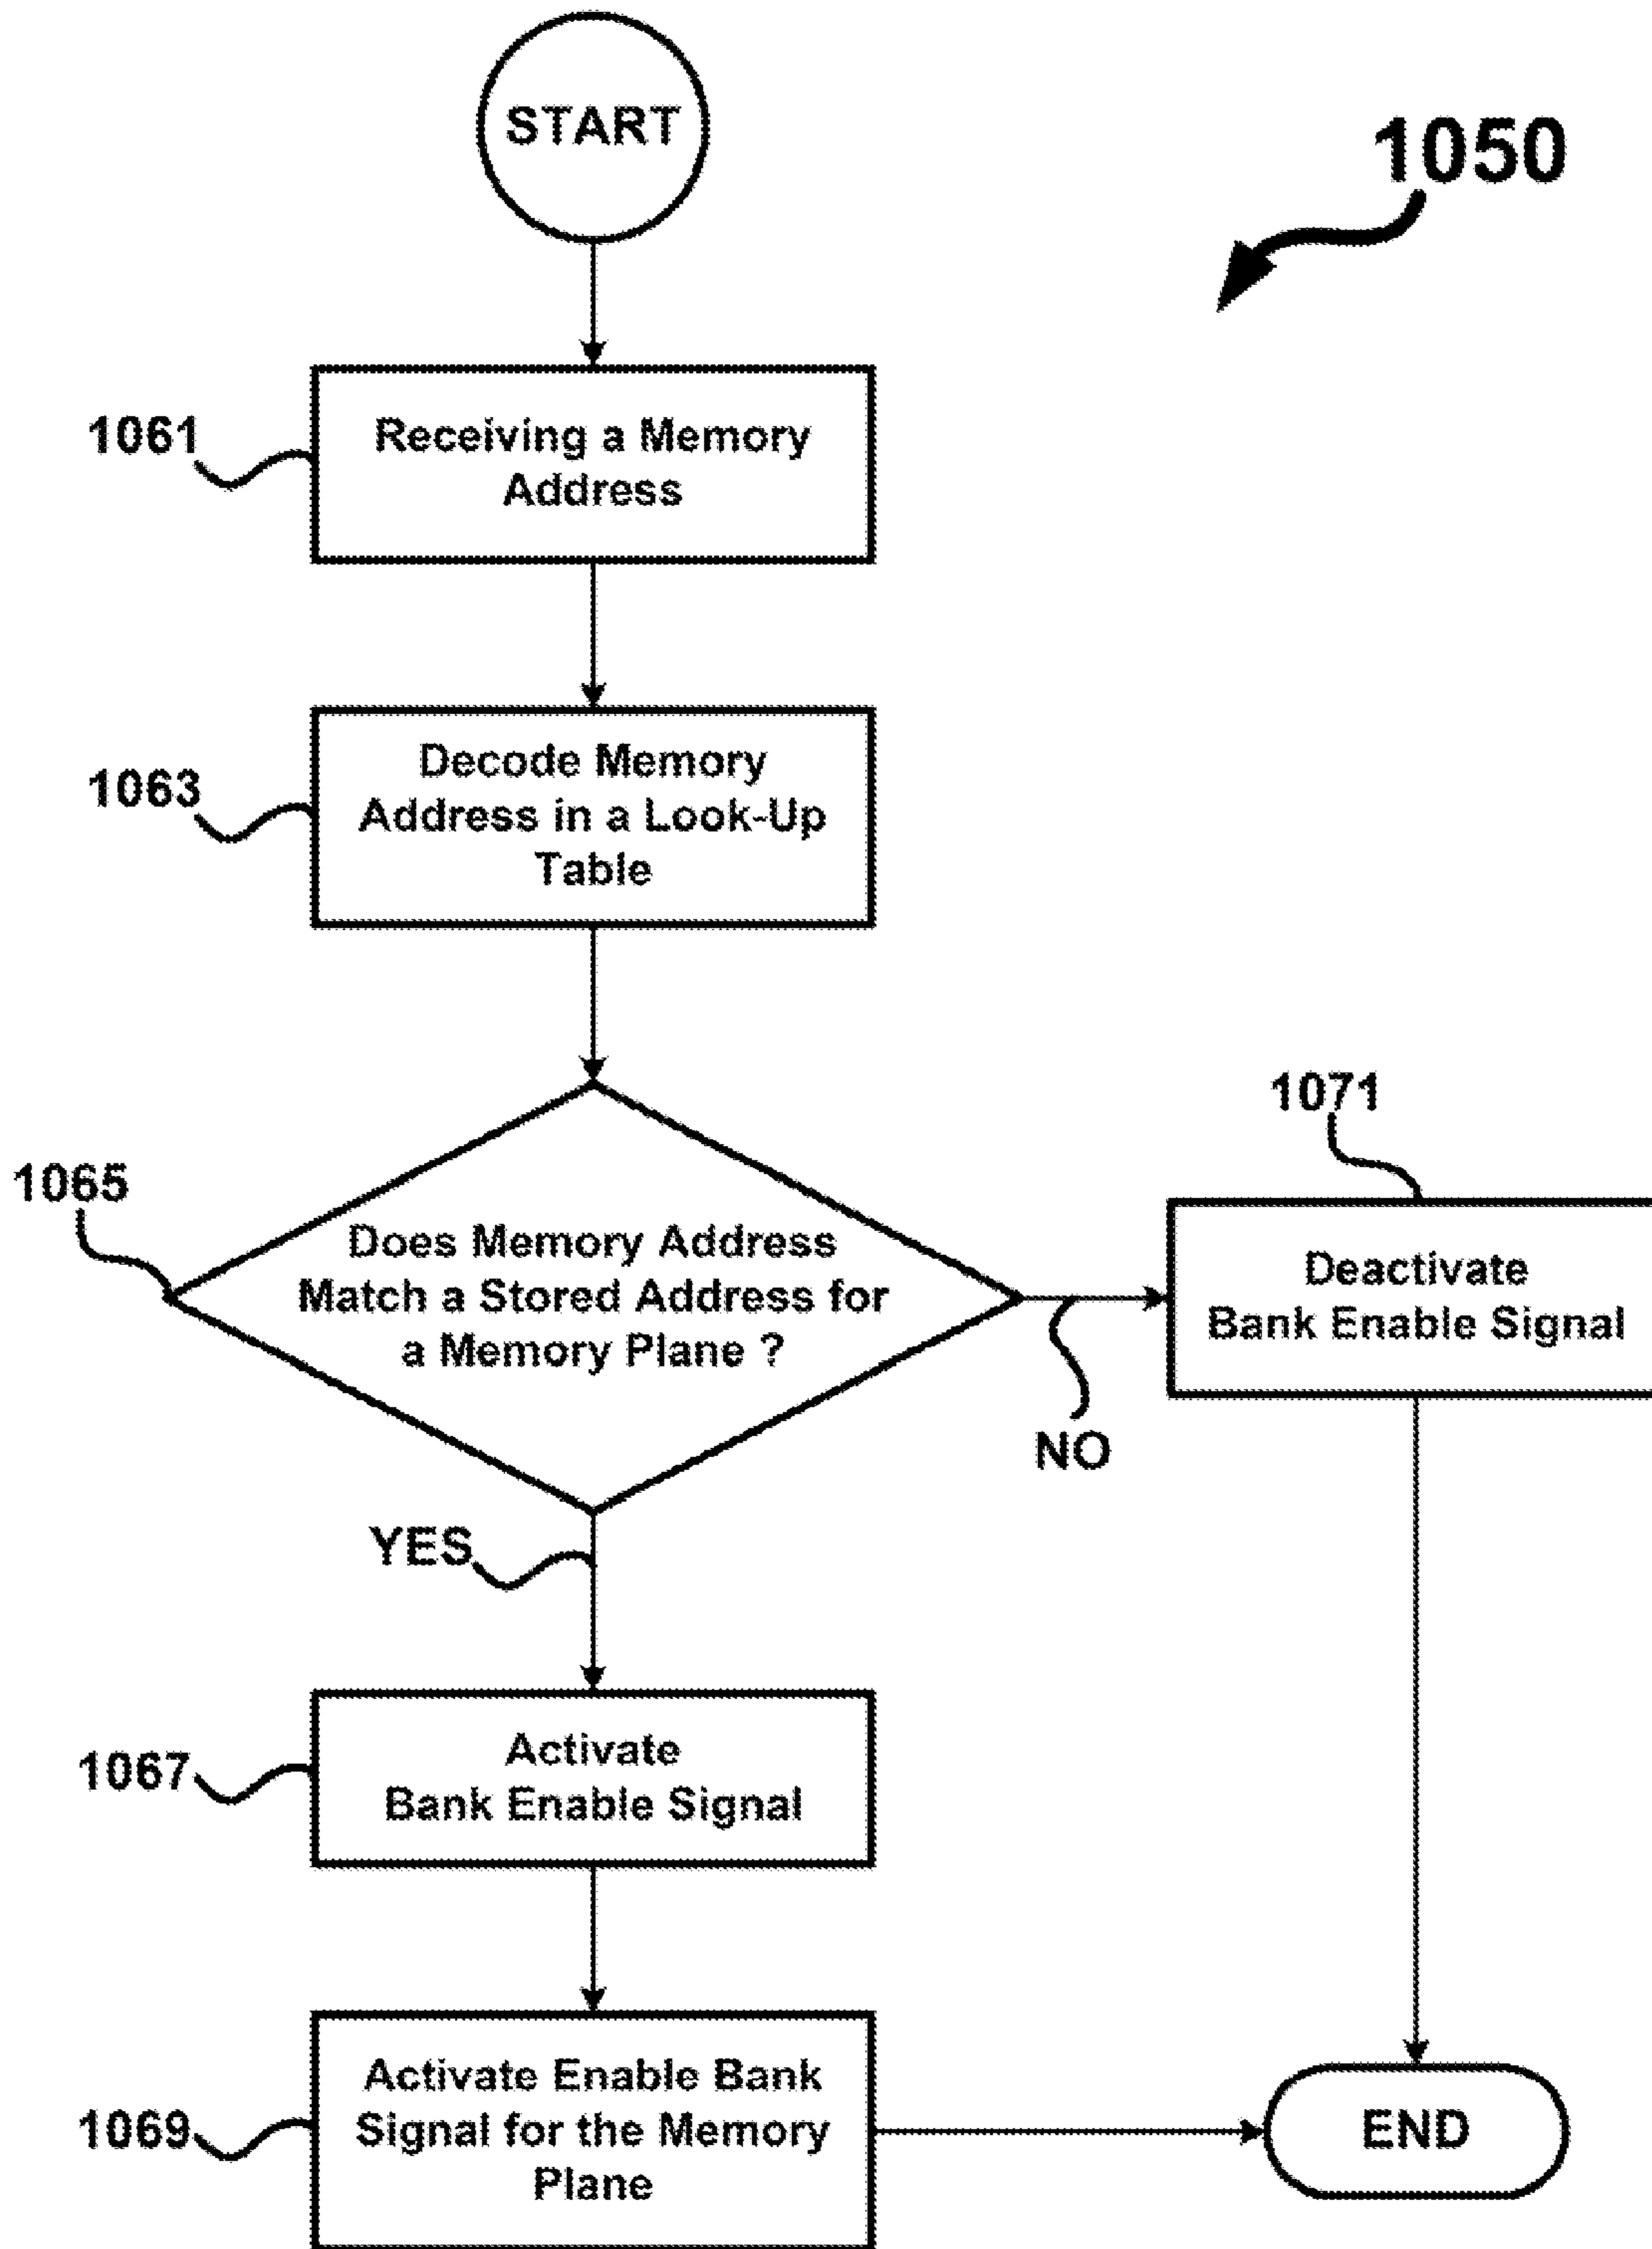 START
1050
1061
Receiving a Memory
Address
1063
Decode Memory
Address in a Look-Up
Table
1065
Does Memory Address
Match a Stored Address for
a Memory Plane ?
NO
1071
Deactivate
Bank Enable Signal
YES
1067
Activate
Bank Enable Signal
1069
Activate Enable Bank
Signal for the Memory
Plane
END